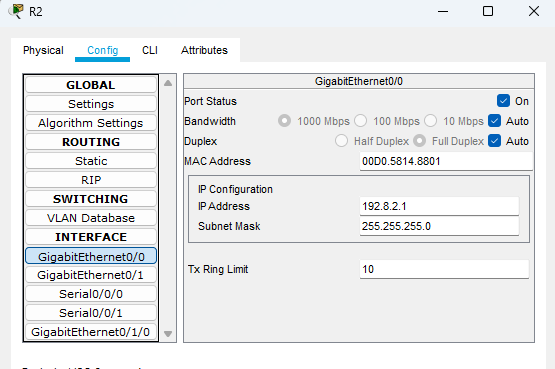 R2
Physical Config CLI Attributes
GLOBAL
Settings
Algorithm Settings
ROUTING
Static
RIP
SWITCHING
VLAN Database
INTERFACE
GigabitEthernet0/0
GigabitEthernet0/1
Serial0/0/0
Serial0/0/1
GigabitEthernet0/1/0
GigabitEthernet0/0
Port Status On
Bandwidth 1000 Mbps 100 Mbps 10 Mbps Auto
Duplex Half Duplex Full Duplex Auto
MAC Address 00D0.5814.8801
IP Configuration
IP Address 192.8.2.1
Subnet Mask 255.255.255.0
Tx Ring Limit 10